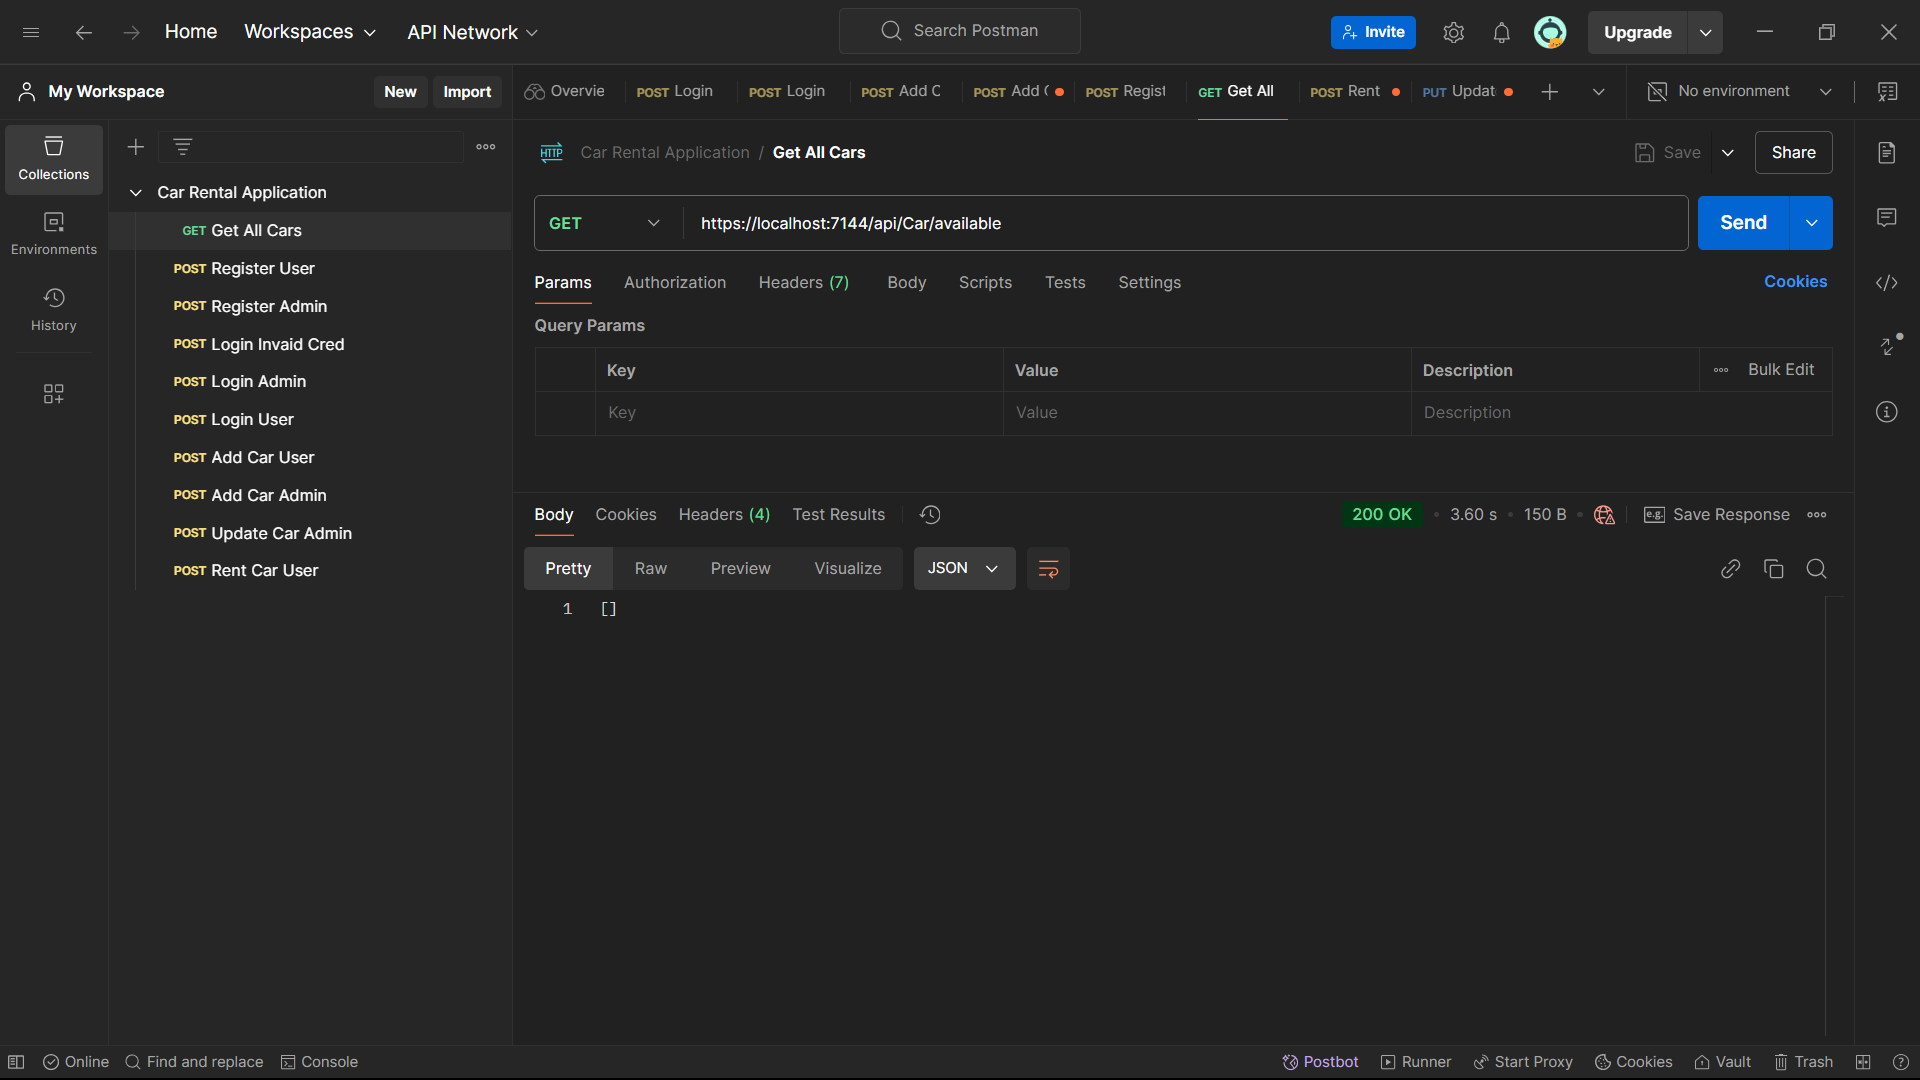 Home Workspaces API Network Search Postman Invite Upgrade
My Workspace New Import Overvie POST Login POST Login POST Add C POST Add POST Regist GET Get All POST Rent PUT Updat No environment
Collections
Environments
History
Car Rental Application
GET Get All Cars
POST Register User
POST Register Admin
POST Login Invaid Cred
POST Login Admin
POST Login User
POST Add Car User
POST Add Car Admin
POST Update Car Admin
POST Rent Car User
HTTP Car Rental Application / Get All Cars Save Share
GET https://localhost:7144/api/Car/available Send
Params Authorization Headers (7) Body Scripts Tests Settings Cookies
Query Params
Key Value Description Bulk Edit
Key Value Description
Body Cookies Headers (4) Test Results 200 OK 3.60 s 150 B e.g. Save Response
Pretty Raw Preview Visualize JSON
1 []
Online Find and replace Console Postbot Runner Start Proxy Cookies Vault Trash